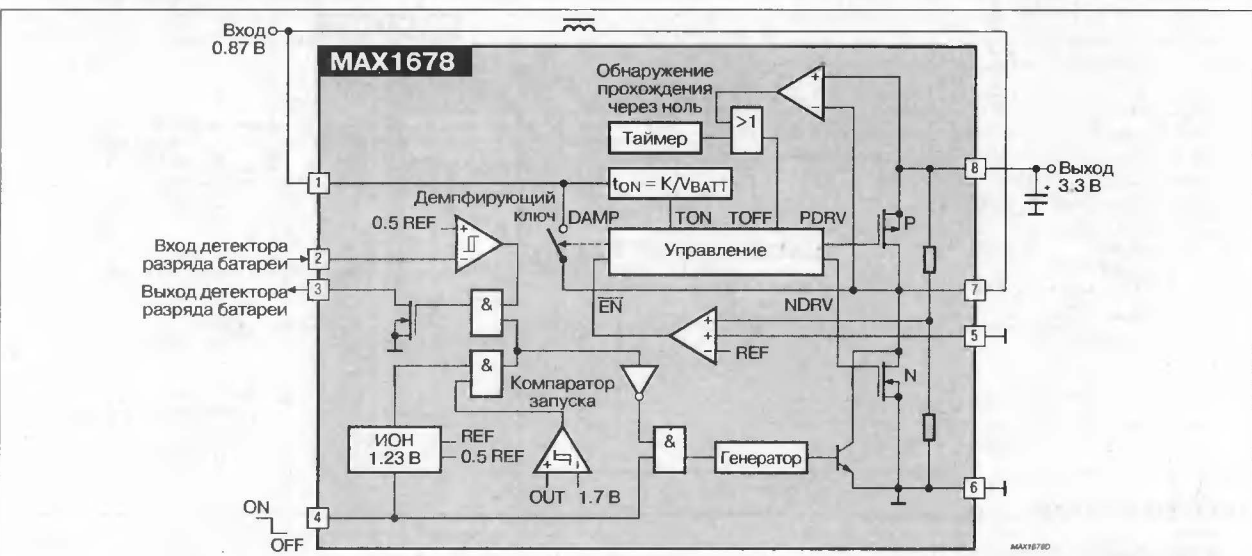 Вход
0.87 В
MAX1678
Обнаружение
прохождения
через ноль
>1
Таймер
8
Выход
+
3.3 В
1
tON = K/VBATT
Демпфирующий
ключ
DAMP
TON
TOFF
PDRV
P
0.5 REF
+
−
Управление
Вход детектора
разряда батареи
2
Выход детектора
разряда батареи
3
7
EN
NDRV
&
+
+
−
REF
5
&
Компаратор
запуска
N
ИОН
1.23 В
REF
0.5 REF
+
−
OUT
1.7 В
&
Генератор
6
ON
OFF
4
MAX1678D